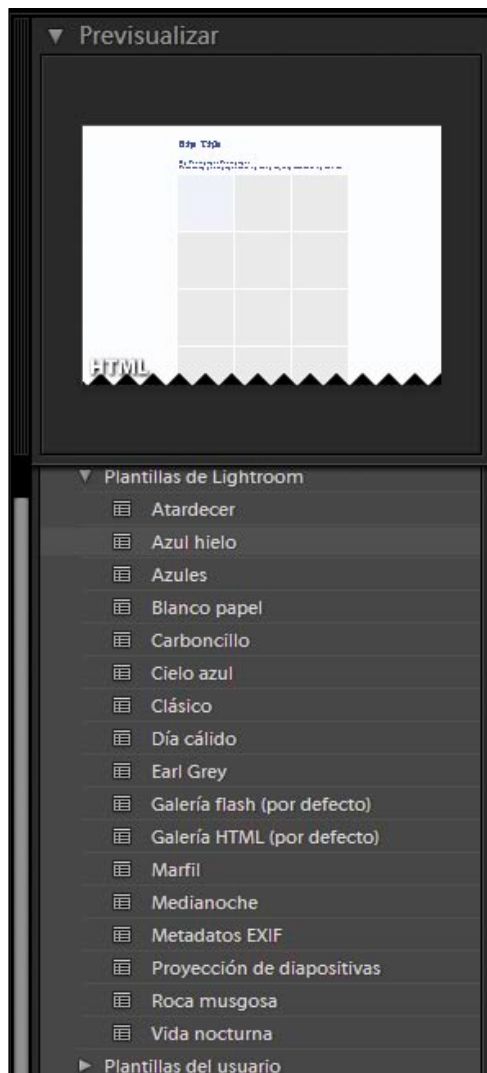 Previsualizar
Site Title
HTML
Plantillas de Lightroom
Atardecer
Azul hielo
Azules
Blanco papel
Carboncillo
Cielo azul
Clásico
Día cálido
Earl Grey
Galería flash (por defecto)
Galería HTML (por defecto)
Marfil
Medianoche
Metadatos EXIF
Proyección de diapositivas
Roca musgosa
Vida nocturna
Plantillas del usuario